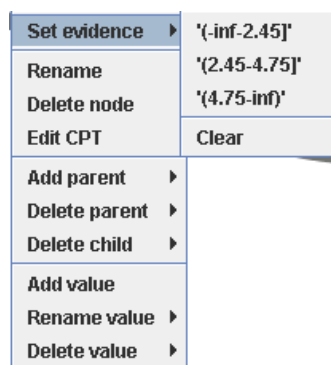 Set evidence
Rename
Delete node
Edit CPT
Add parent
Delete parent
Delete child
Add value
Rename value
Delete value
'(-inf-2.45]'
'(2.45-4.75]'
'(4.75-inf)'
Clear